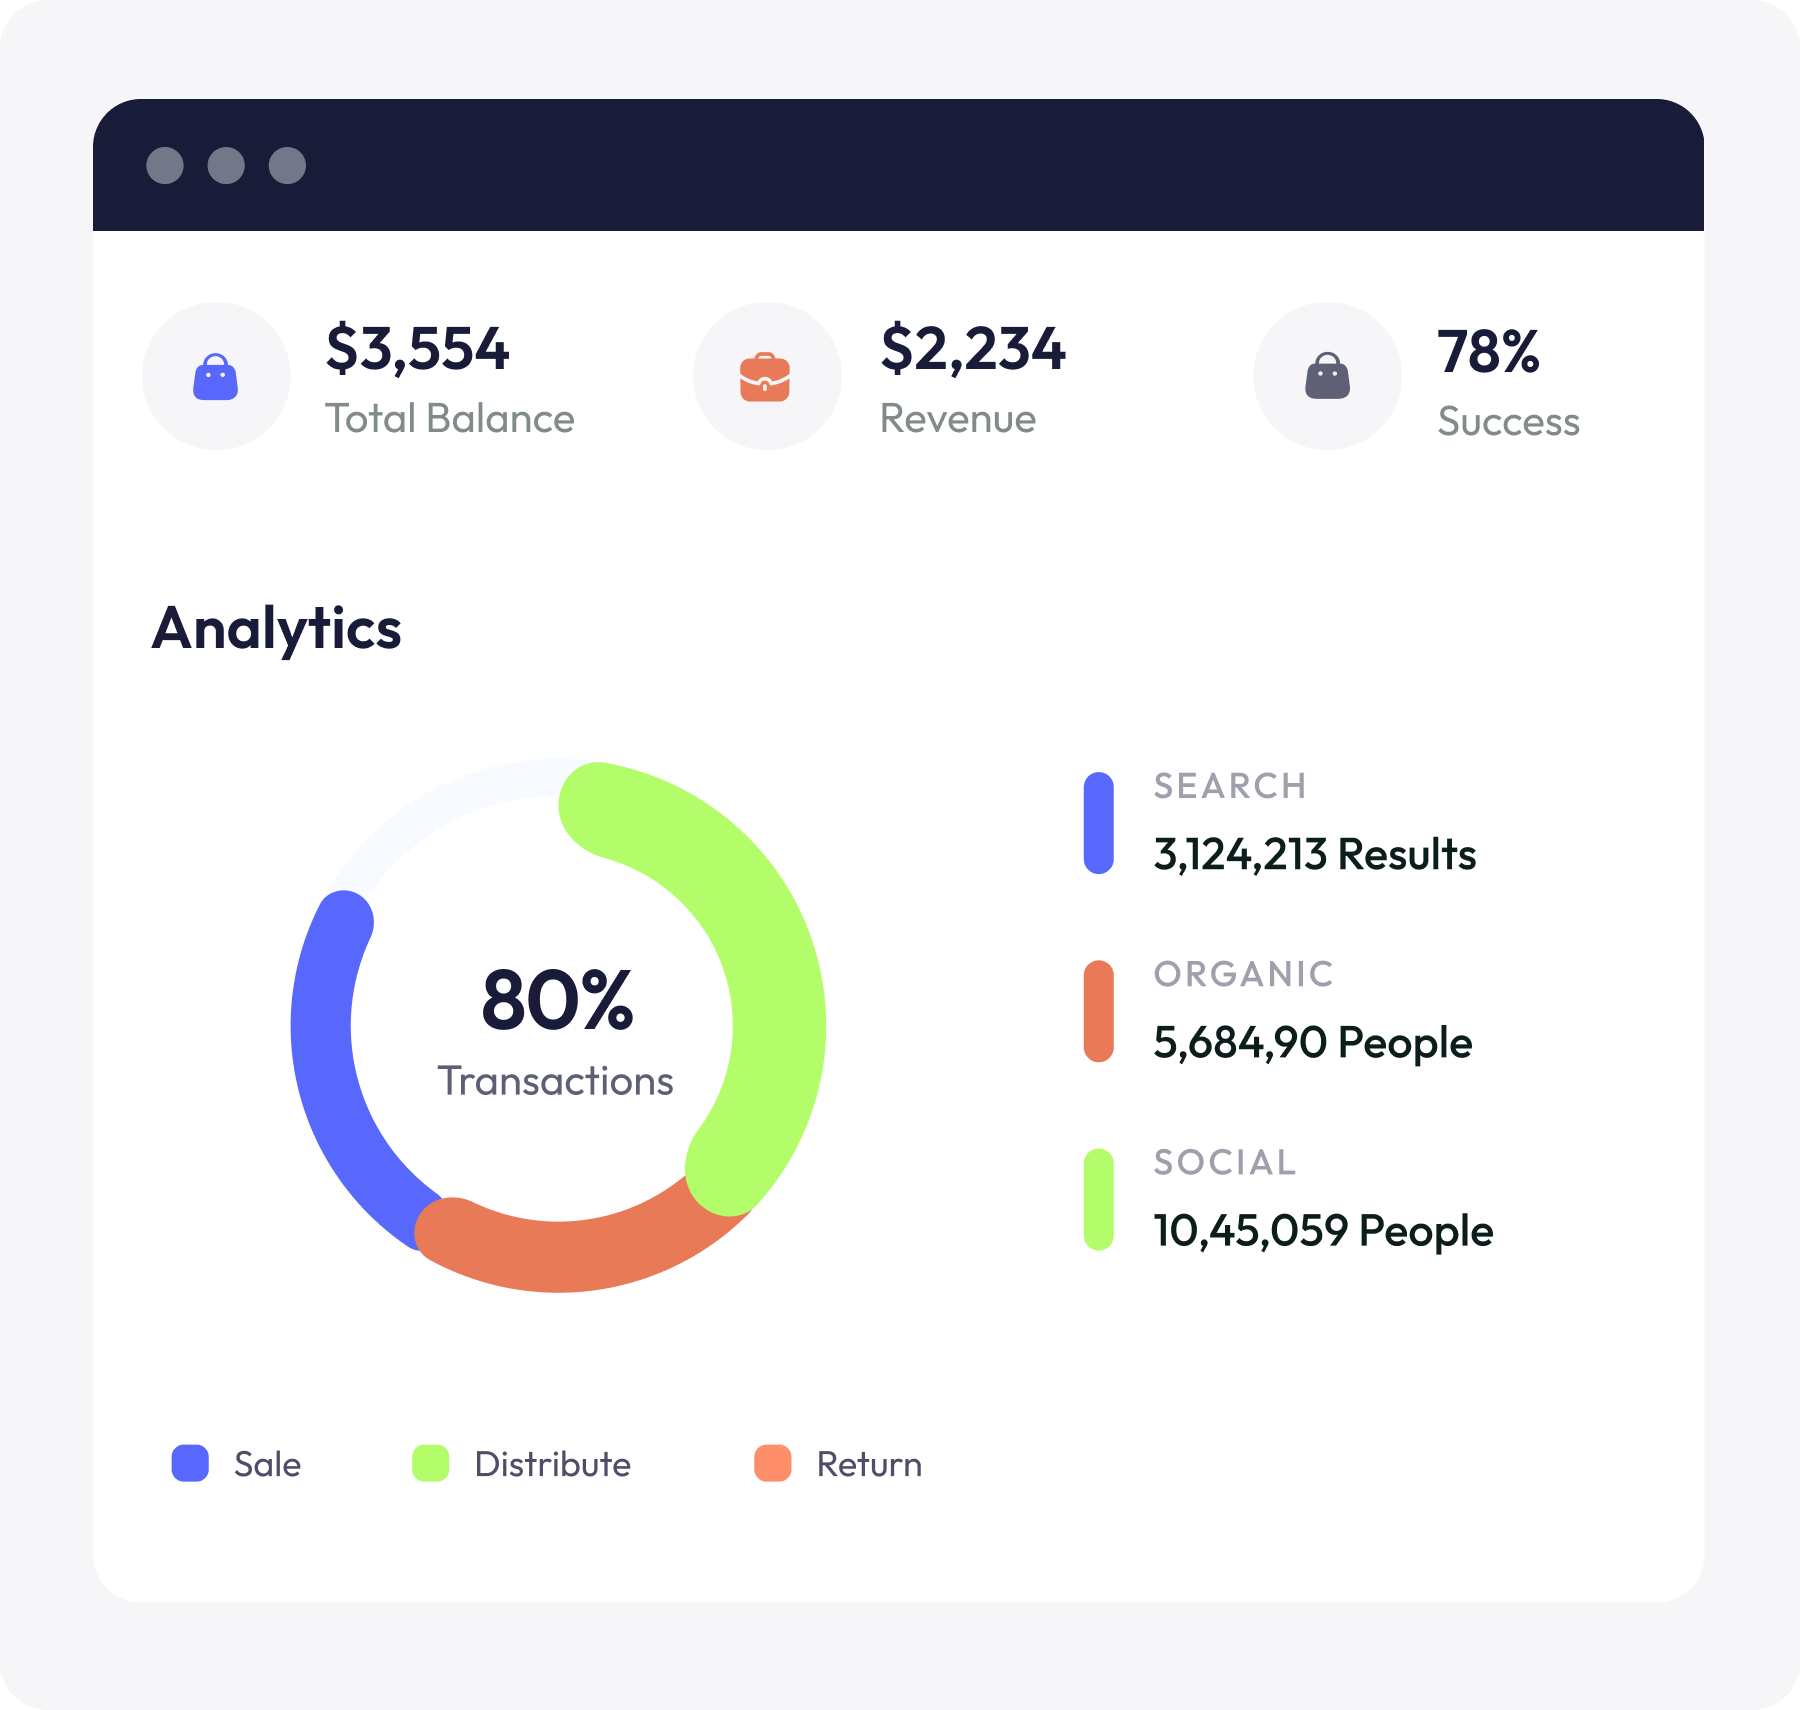 $3,554
Total Balance
$2,234
Revenue
78%
Success
Analytics
80%
Transactions
SEARCH
3,124,213 Results
ORGANIC
5,684,90 People
SOCIAL
10,45,059 People
Sale
Distribute
Return